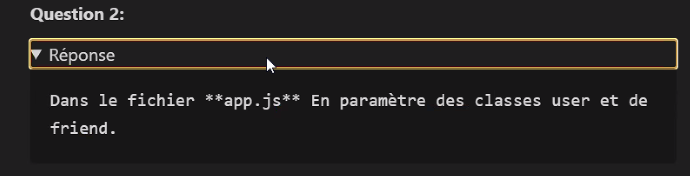 Question 2:
▼ Réponse
Dans le fichier **app.js** En paramètre des classes user et de
friend.